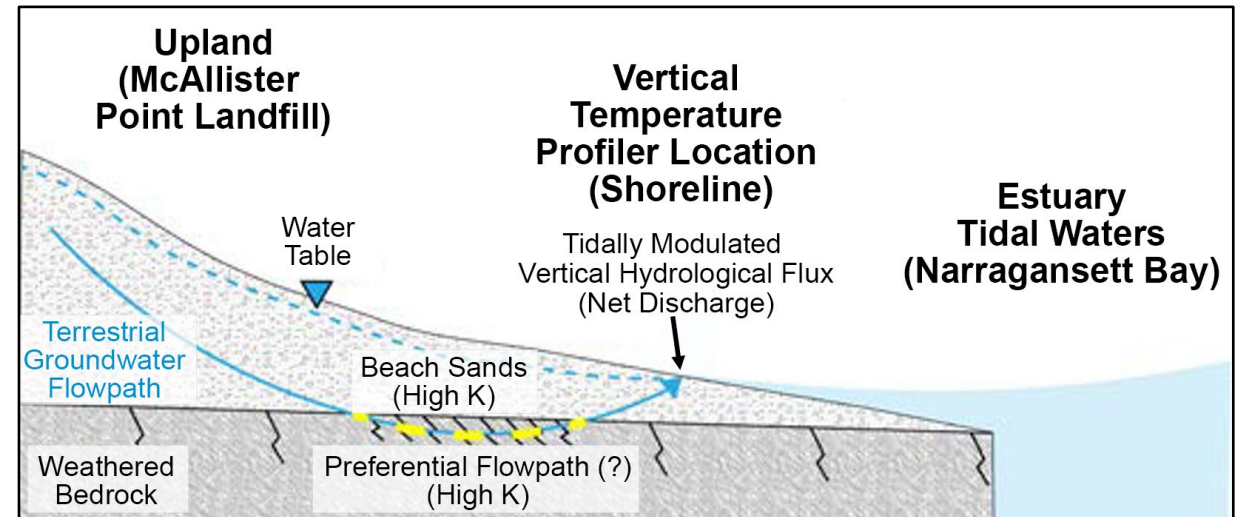 Upland
(McAllister
Point Landfill)
Vertical
Temperature
Profiler Location
(Shoreline)
Estuary
Tidal Waters
(Narragansett Bay)
Water
Table
Tidally Modulated
Vertical Hydrological Flux
(Net Discharge)
Terrestrial
Groundwater
Flowpath
Beach Sands
(High K)
Weathered
Bedrock
Preferential Flowpath (?)
(High K)